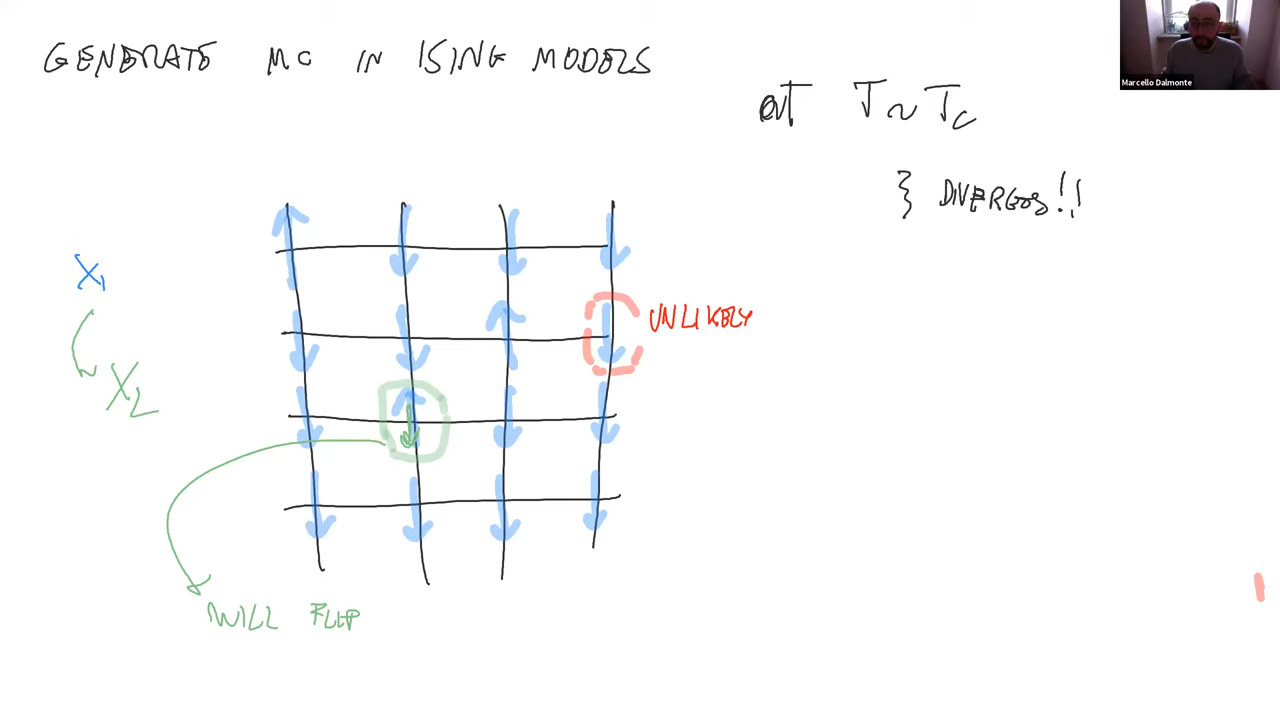 GENERATE MC IN ISING MODELS
Marcello Dalmonte
at T ~ Tc
ξ DIVERGES!!
X1
X2
UNLIKELY
WILL FLIP